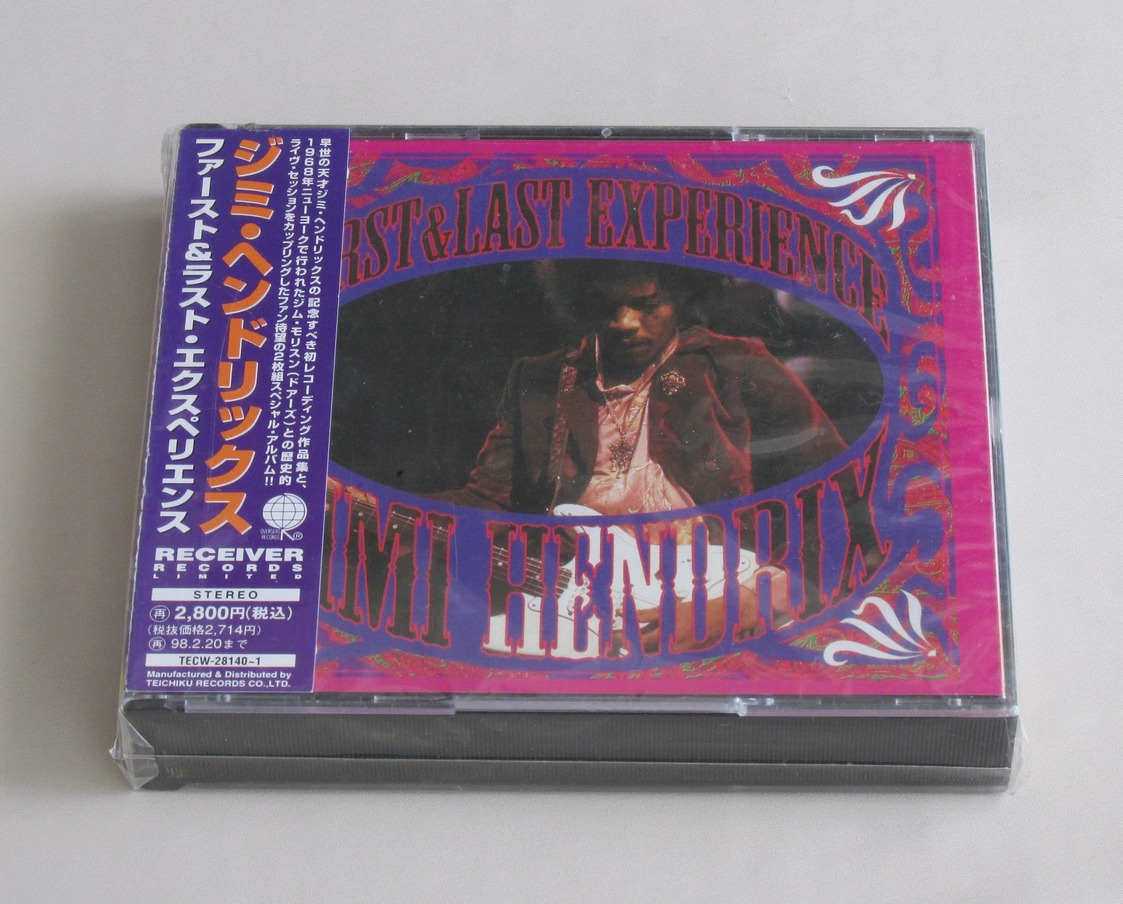 早世の天才ジミ・ヘンドリックスの記念すべき初レコーディング作品集と、
1968年ニューヨークで行われたジム・モリスン(ドアーズ)との歴史的
ライヴ・セッションをカップリングしたファン待望の2枚組スペシャル・アルバム!!
ジミ・ヘンドリックス
ファースト&ラスト・エクスペリエンス
OVERSEAS
RECORDS
®
RECEIVER
RECORDS
LIMITED
STEREO
再 2,800円(税込)
(税抜価格2,714円)
再 98.2.20まで
TECW-28140~1
Manufactured & Distributed by
TEICHIKU RECORDS CO.,LTD.
RST&LAST EXPERIENCE
IMI HENDRIX